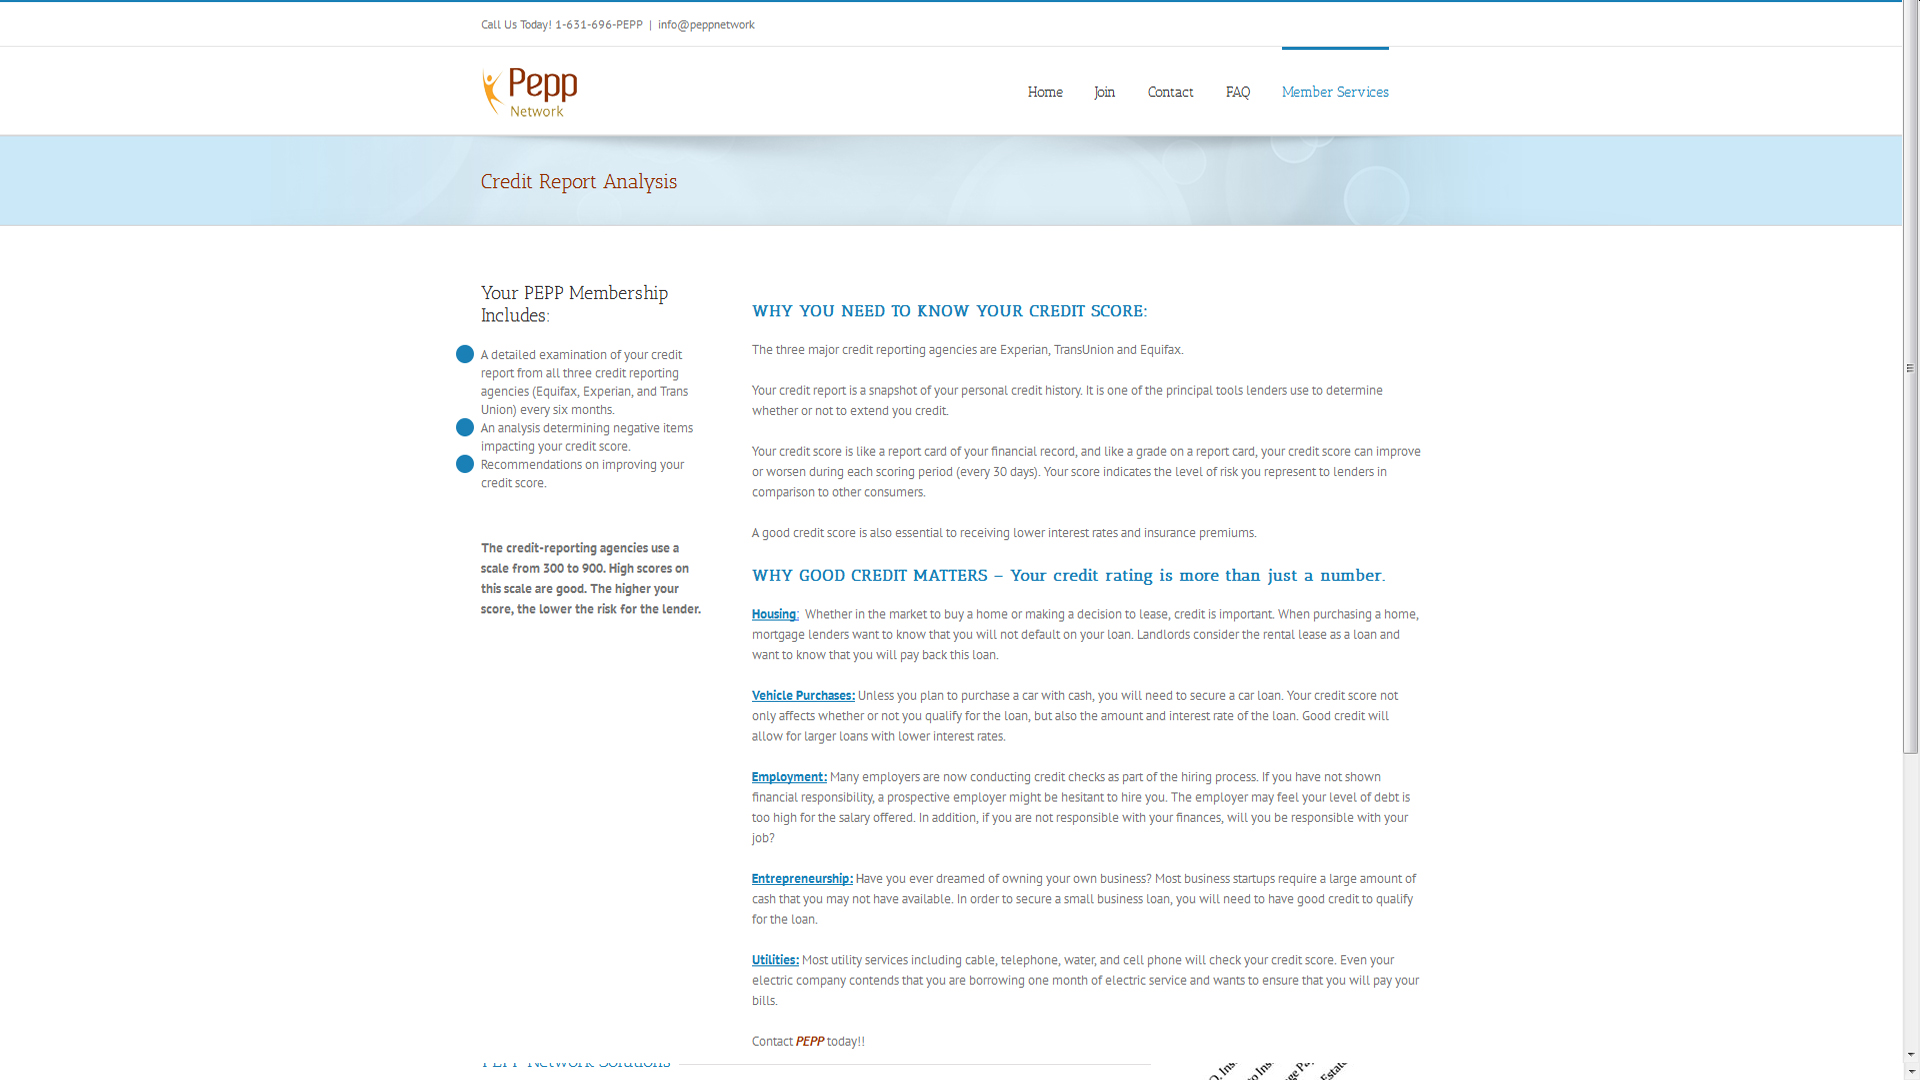 Call Us Today! 1-631-696-PEPP | info@peppnetwork
Pepp
Network
Home Join Contact FAQ Member Services
Credit Report Analysis
Your PEPP Membership
Includes:
A detailed examination of your credit
report from all three credit reporting
agencies (Equifax, Experian, and Trans
Union) every six months.
An analysis determining negative items
impacting your credit score.
Recommendations on improving your
credit score.
The credit-reporting agencies use a
scale from 300 to 900. High scores on
this scale are good. The higher your
score, the lower the risk for the lender.
WHY YOU NEED TO KNOW YOUR CREDIT SCORE:
The three major credit reporting agencies are Experian, TransUnion and Equifax.
Your credit report is a snapshot of your personal credit history. It is one of the principal tools lenders use to determine
whether or not to extend you credit.
Your credit score is like a report card of your financial record, and like a grade on a report card, your credit score can improve
or worsen during each scoring period (every 30 days). Your score indicates the level of risk you represent to lenders in
comparison to other consumers.
A good credit score is also essential to receiving lower interest rates and insurance premiums.
WHY GOOD CREDIT MATTERS – Your credit rating is more than just a number.
Housing: Whether in the market to buy a home or making a decision to lease, credit is important. When purchasing a home,
mortgage lenders want to know that you will not default on your loan. Landlords consider the rental lease as a loan and
want to know that you will pay back this loan.
Vehicle Purchases: Unless you plan to purchase a car with cash, you will need to secure a car loan. Your credit score not
only affects whether or not you qualify for the loan, but also the amount and interest rate of the loan. Good credit will
allow for larger loans with lower interest rates.
Employment: Many employers are now conducting credit checks as part of the hiring process. If you have not shown
financial responsibility, a prospective employer might be hesitant to hire you. The employer may feel your level of debt is
too high for the salary offered. In addition, if you are not responsible with your finances, will you be responsible with your
job?
Entrepreneurship: Have you ever dreamed of owning your own business? Most business startups require a large amount of
cash that you may not have available. In order to secure a small business loan, you will need to have good credit to qualify
for the loan.
Utilities: Most utility services including cable, telephone, water, and cell phone will check your credit score. Even your
electric company contends that you are borrowing one month of electric service and wants to ensure that you will pay your
bills.
Contact PEPP today!!
PEPP Network Solutions